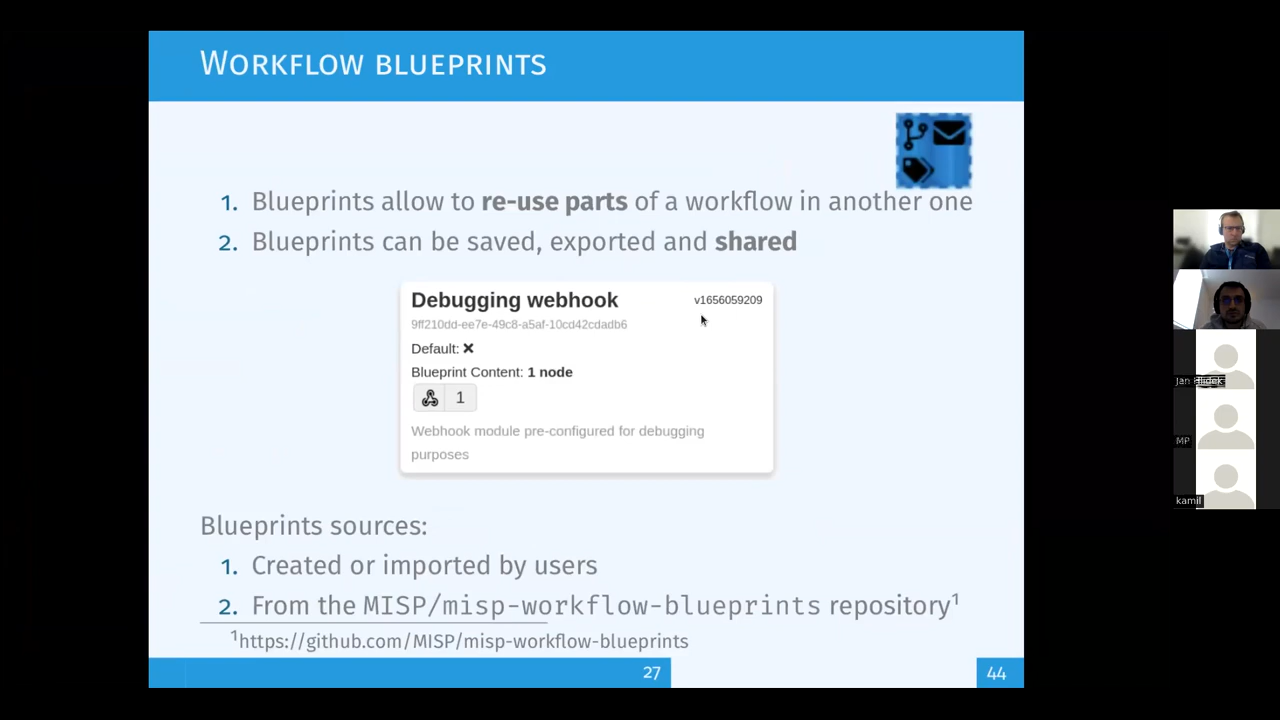 WORKFLOW BLUEPRINTS
1. Blueprints allow to re-use parts of a workflow in another one
2. Blueprints can be saved, exported and shared
Debugging webhook
v1656059209
9ff210dd-ee7e-49c8-a5af-10cd42cdadb6
Default: ✕
Blueprint Content: 1 node
1
Webhook module pre-configured for debugging
purposes
Blueprints sources:
1. Created or imported by users
2. From the MISP/misp-workflow-blueprints repository¹
¹https://github.com/MISP/misp-workflow-blueprints
27
44
Jan
MP
kamil